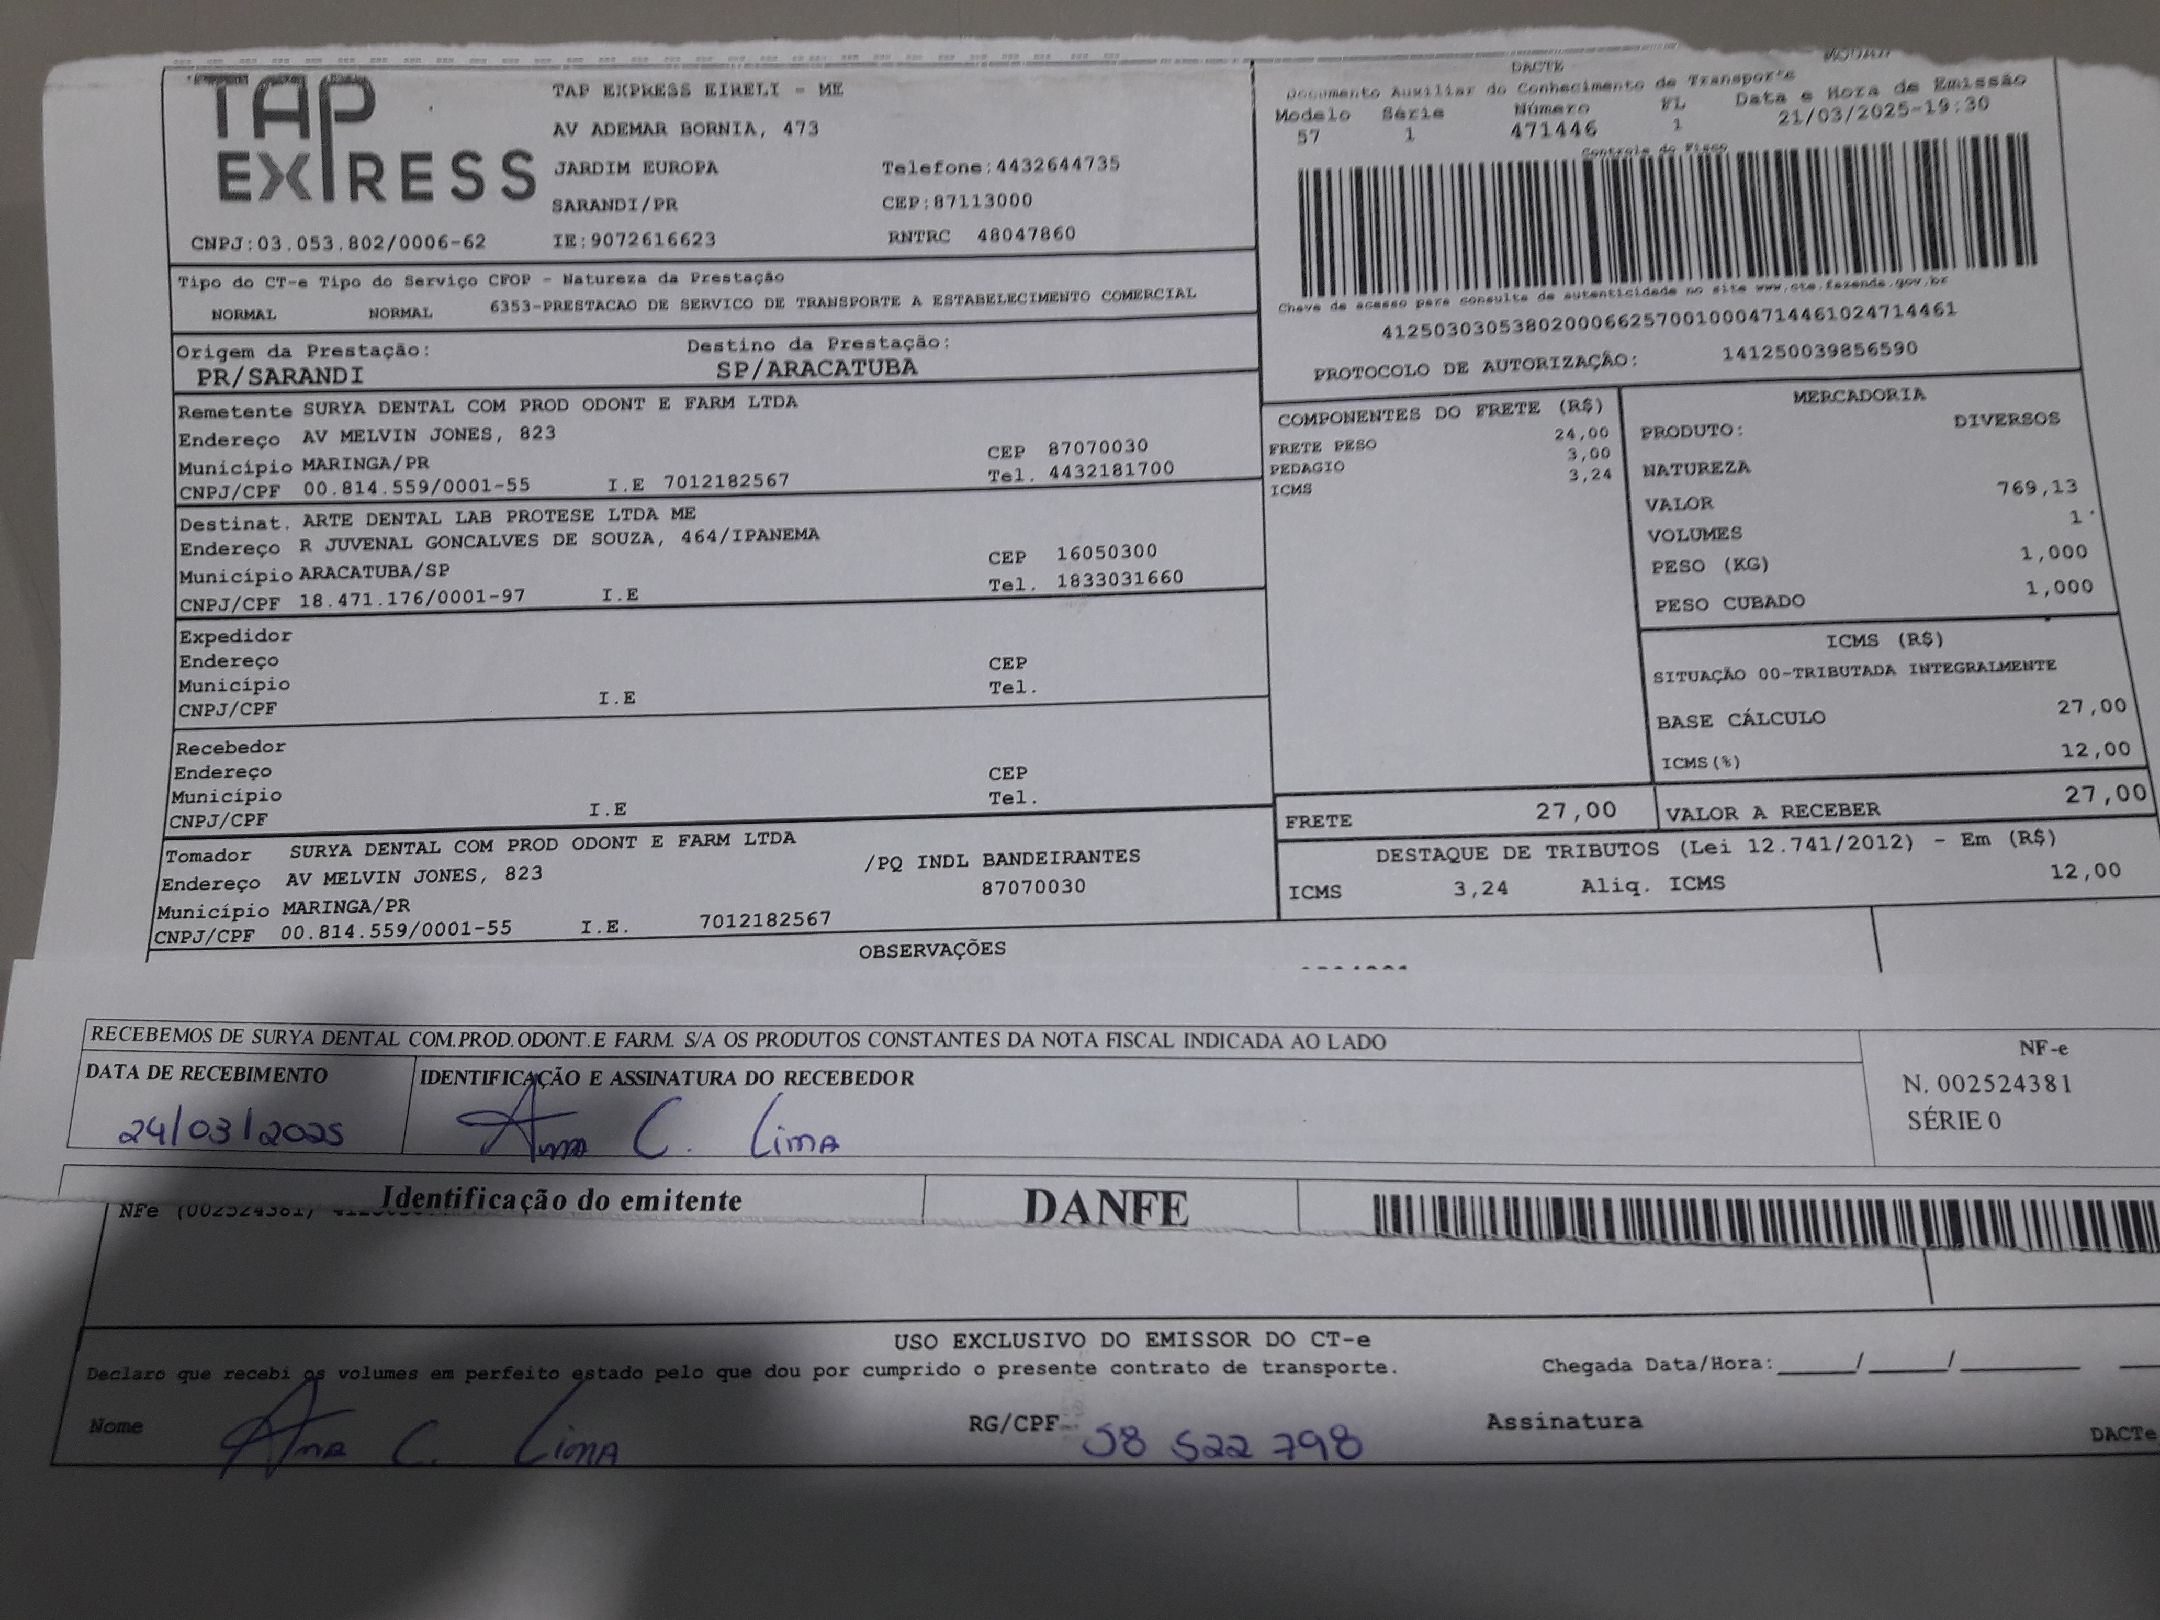 TAP EXPRESS
TAP EXPRESS EIRELI - ME
AV ADEMAR BORNIA, 473
JARDIM EUROPA Telefone:4432644735
SARANDI/PR CEP:87113000
CNPJ:03.053.802/0006-62 IE:9072616623 RNTRC 48047860
DACTE
Documento Auxiliar do Conhecimento de Transporte
Modelo Série Número FL Data e Hora de Emissão
57 1 471446 1 21/03/2025-19:30
Controle do Fisco
Chave de acesso para consulta de autenticidade no site www.cte.fazenda.gov.br
41250303053802000662570010004714461024714461
PROTOCOLO DE AUTORIZAÇÃO: 141250039856590
Tipo do CT-e Tipo do Serviço CFOP - Natureza da Prestação
NORMAL NORMAL 6353-PRESTACAO DE SERVICO DE TRANSPORTE A ESTABELECIMENTO COMERCIAL
Origem da Prestação: Destino da Prestação:
PR/SARANDI SP/ARACATUBA
Remetente SURYA DENTAL COM PROD ODONT E FARM LTDA
Endereço AV MELVIN JONES, 823 CEP 87070030
Município MARINGA/PR Tel. 4432181700
CNPJ/CPF 00.814.559/0001-55 I.E 7012182567
Destinat. ARTE DENTAL LAB PROTESE LTDA ME
Endereço R JUVENAL GONCALVES DE SOUZA, 464/IPANEMA CEP 16050300
Município ARACATUBA/SP Tel. 1833031660
CNPJ/CPF 18.471.176/0001-97 I.E
Expedidor
Endereço CEP
Município Tel.
CNPJ/CPF I.E
Recebedor
Endereço CEP
Município Tel.
CNPJ/CPF I.E
Tomador SURYA DENTAL COM PROD ODONT E FARM LTDA
Endereço AV MELVIN JONES, 823 /PQ INDL BANDEIRANTES
Município MARINGA/PR 87070030
CNPJ/CPF 00.814.559/0001-55 I.E. 7012182567
COMPONENTES DO FRETE (R$)
FRETE PESO 24,00
PEDAGIO 3,00
ICMS 3,24
MERCADORIA
PRODUTO: DIVERSOS
NATUREZA
VALOR 769,13
VOLUMES 1
PESO (KG) 1,000
PESO CUBADO 1,000
ICMS (R$)
SITUAÇÃO 00-TRIBUTADA INTEGRALMENTE
BASE CÁLCULO 27,00
ICMS(%) 12,00
FRETE 27,00 VALOR A RECEBER 27,00
DESTAQUE DE TRIBUTOS (Lei 12.741/2012) - Em (R$)
ICMS 3,24 Aliq. ICMS 12,00
OBSERVAÇÕES
RECEBEMOS DE SURYA DENTAL COM.PROD.ODONT.E FARM. S/A OS PRODUTOS CONSTANTES DA NOTA FISCAL INDICADA AO LADO
DATA DE RECEBIMENTO IDENTIFICAÇÃO E ASSINATURA DO RECEBEDOR
24/03/2025 Ana C. Lima
NF-e
N. 002524381
SÉRIE 0
Identificação do emitente DANFE
NFe (002524381)
USO EXCLUSIVO DO EMISSOR DO CT-e
Declaro que recebi os volumes em perfeito estado pelo que dou por cumprido o presente contrato de transporte. Chegada Data/Hora:____/____/______
Nome Ana C. Lima RG/CPF 58 522 798 Assinatura
DACTe